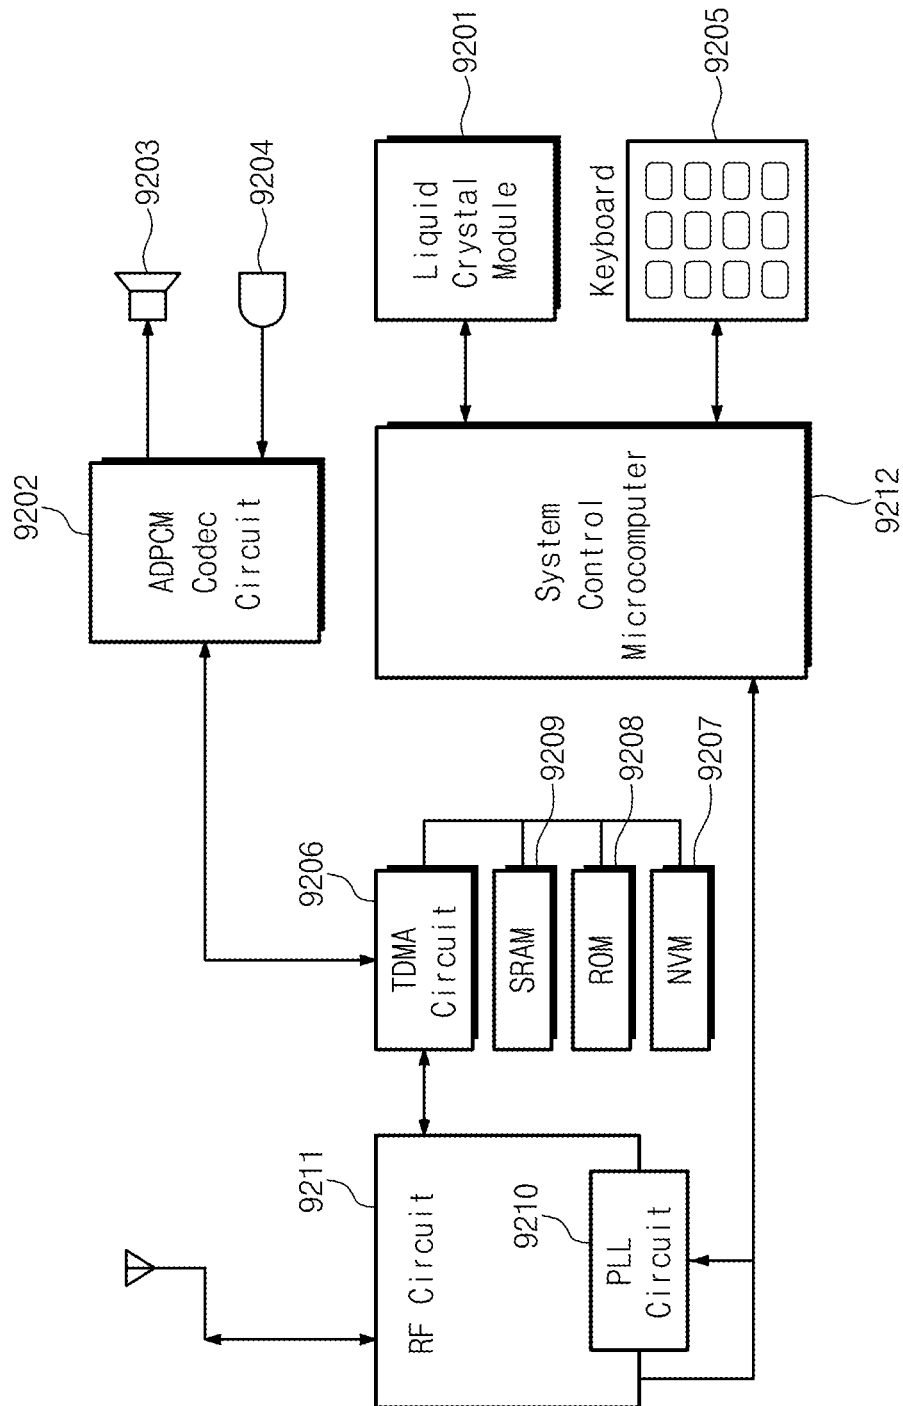 9202
ADPCM
Codec
Circuit
9203
9204
9211
RF Circuit
9210
PLL
Circuit
9206
TDMA
Circuit
SRAM
9209
ROM
9208
NVM
9207
System
Control
Microcomputer
9212
Liquid
Crystal
Module
9201
Keyboard
9205